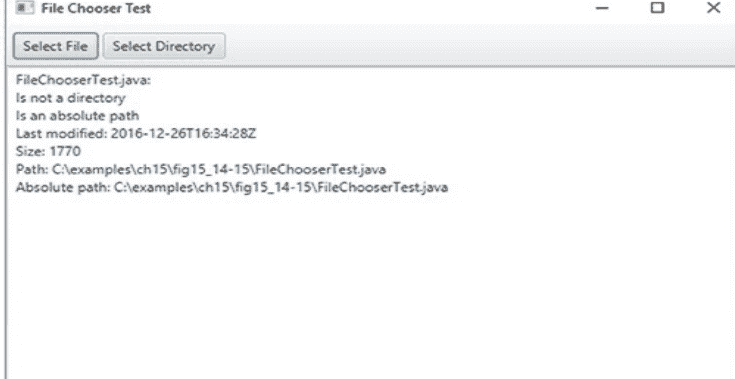 File Chooser Test
Select File Select Directory
FileChooserTest.java:
Is not a directory
Is an absolute path
Last modified: 2016-12-26T16:34:28Z
Size: 1770
Path: C:\examples\ch15\fig15_14-15\FileChooserTest.java
Absolute path: C:\examples\ch15\fig15_14-15\FileChooserTest.java